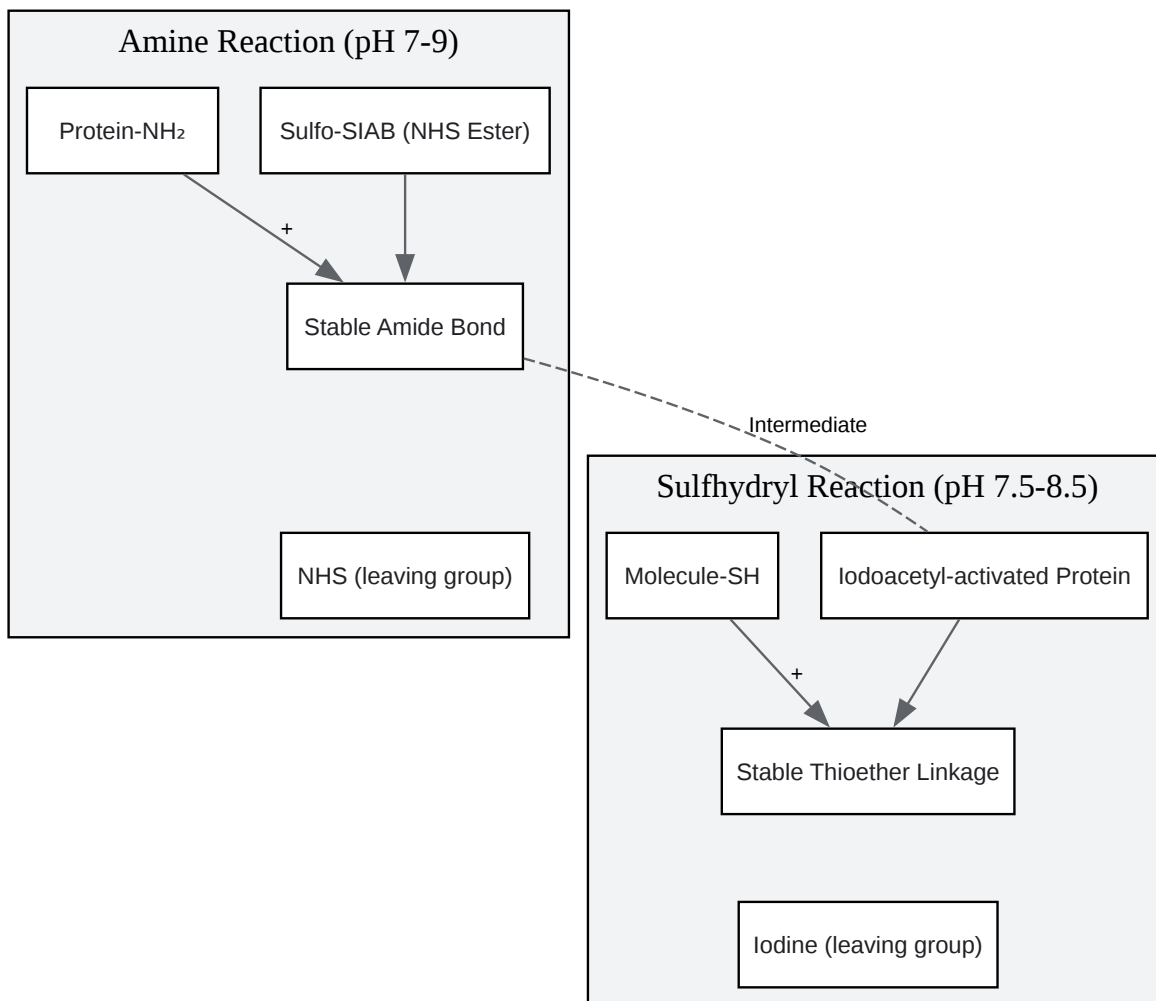 Amine Reaction (pH 7-9)
Protein-NH₂
Sulfo-SIAB (NHS Ester)
+
Stable Amide Bond
Intermediate
NHS (leaving group)
Sulfhydryl Reaction (pH 7.5-8.5)
Molecule-SH
Iodoacetyl-activated Protein
+
Stable Thioether Linkage
Iodine (leaving group)